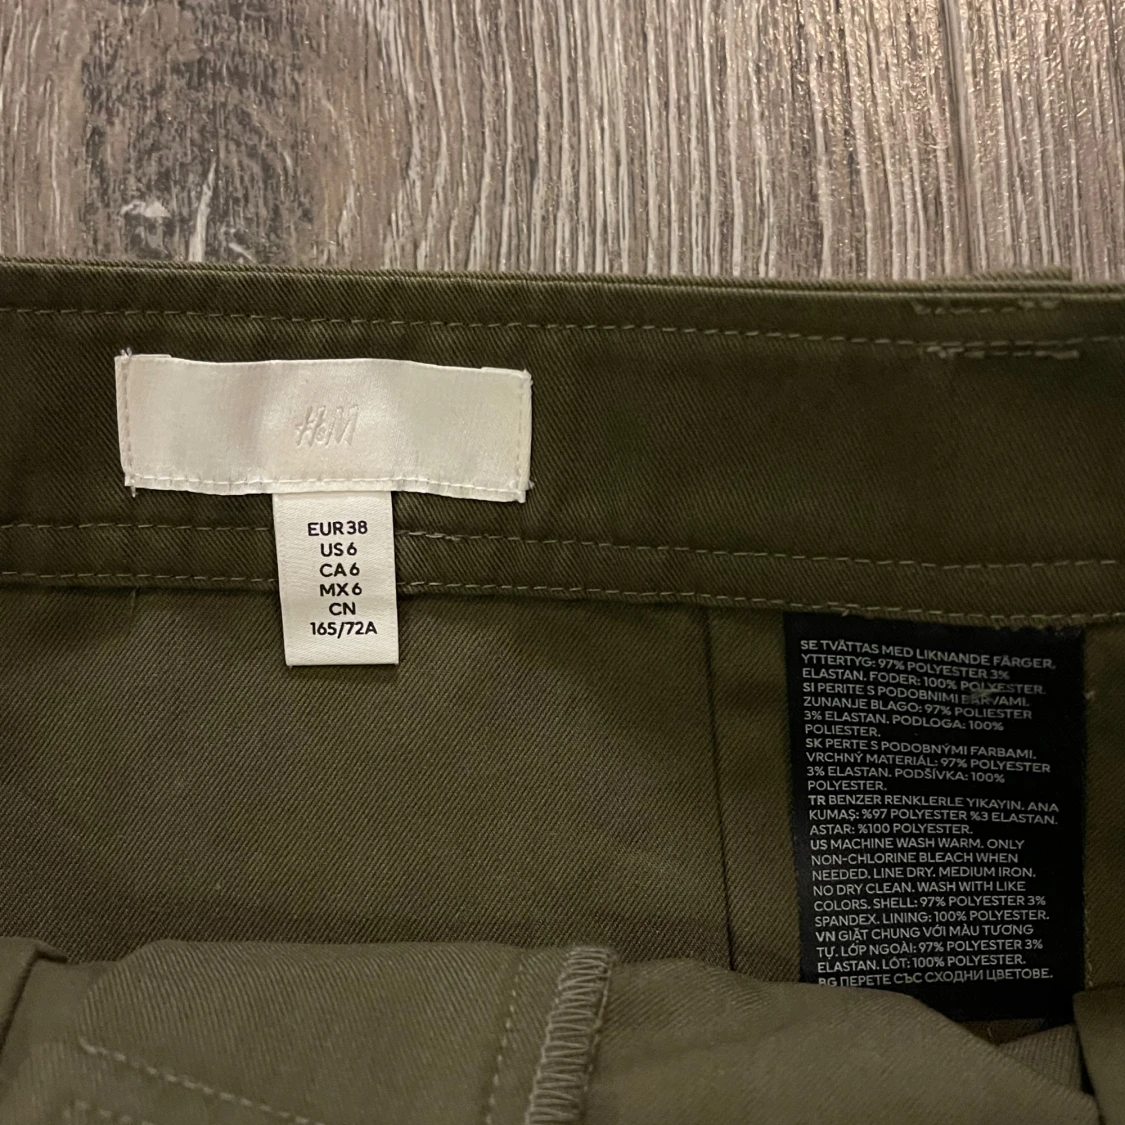 H&M
EUR 38
US 6
CA 6
MX 6
CN
165/72A
SE TVÄTTAS MED LIKNANDE FÄRGER.
YTTERTYG: 97% POLYESTER 3%
ELASTAN. FODER: 100% POLYESTER.
SI PERITE S PODOBNIMI BARVAMI.
ZUNANJE BLAGO: 97% POLIESTER
3% ELASTAN. PODLOGA: 100%
POLIESTER.
SK PERTE S PODOBNÝMI FARBAMI.
VRCHNÝ MATERIÁL: 97% POLYESTER
3% ELASTAN. PODŠÍVKA: 100%
POLYESTER.
TR BENZER RENKLERLE YIKAYIN. ANA
KUMAŞ: %97 POLYESTER %3 ELASTAN.
ASTAR: %100 POLYESTER.
US MACHINE WASH WARM. ONLY
NON-CHLORINE BLEACH WHEN
NEEDED. LINE DRY. MEDIUM IRON.
NO DRY CLEAN. WASH WITH LIKE
COLORS. SHELL: 97% POLYESTER 3%
SPANDEX. LINING: 100% POLYESTER.
VN GIẶT CHUNG VỚI MÀU TƯƠNG
TỰ. LỚP NGOÀI: 97% POLYESTER 3%
ELASTAN. LÓT: 100% POLYESTER.
BG ПЕРЕТЕ СЪС СХОДНИ ЦВЕТОВЕ.